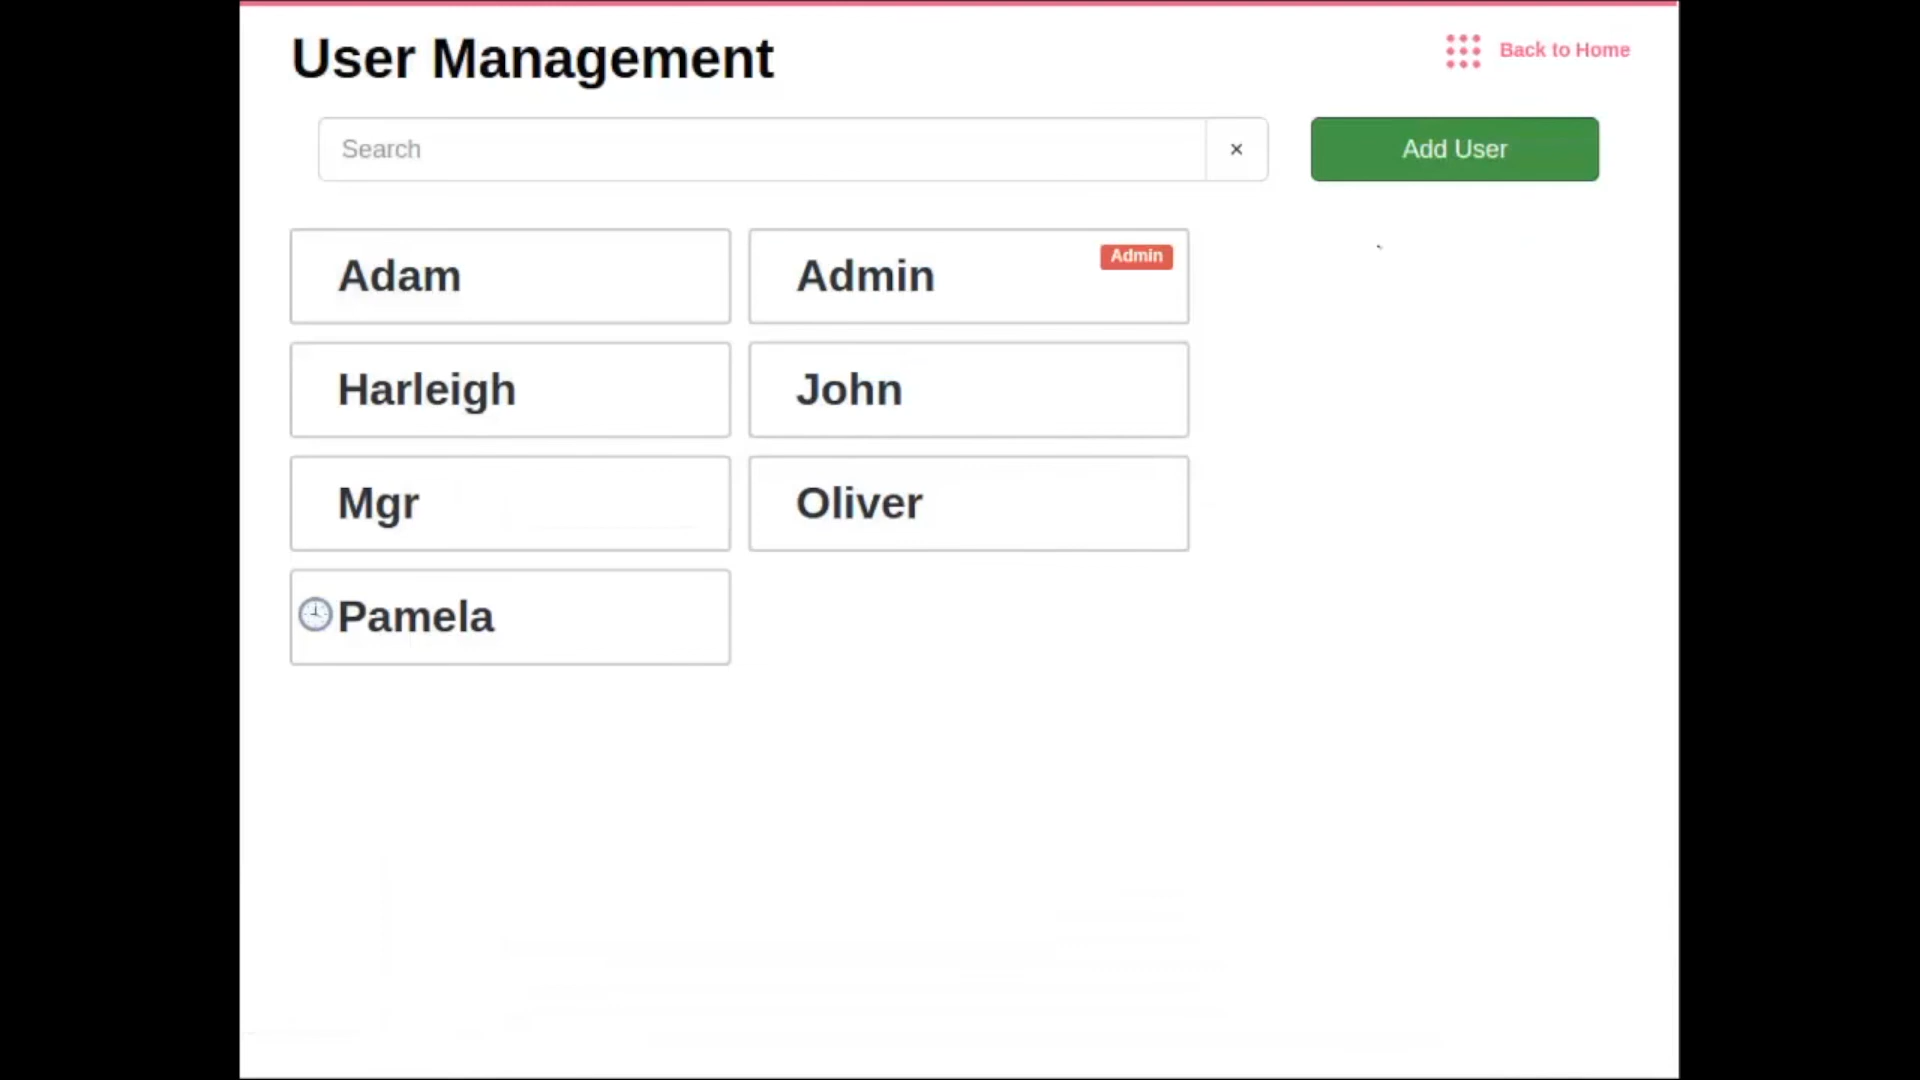 User Management
Back to Home
Search
×
Add User
Adam
Admin
Admin
Harleigh
John
Mgr
Oliver
Pamela